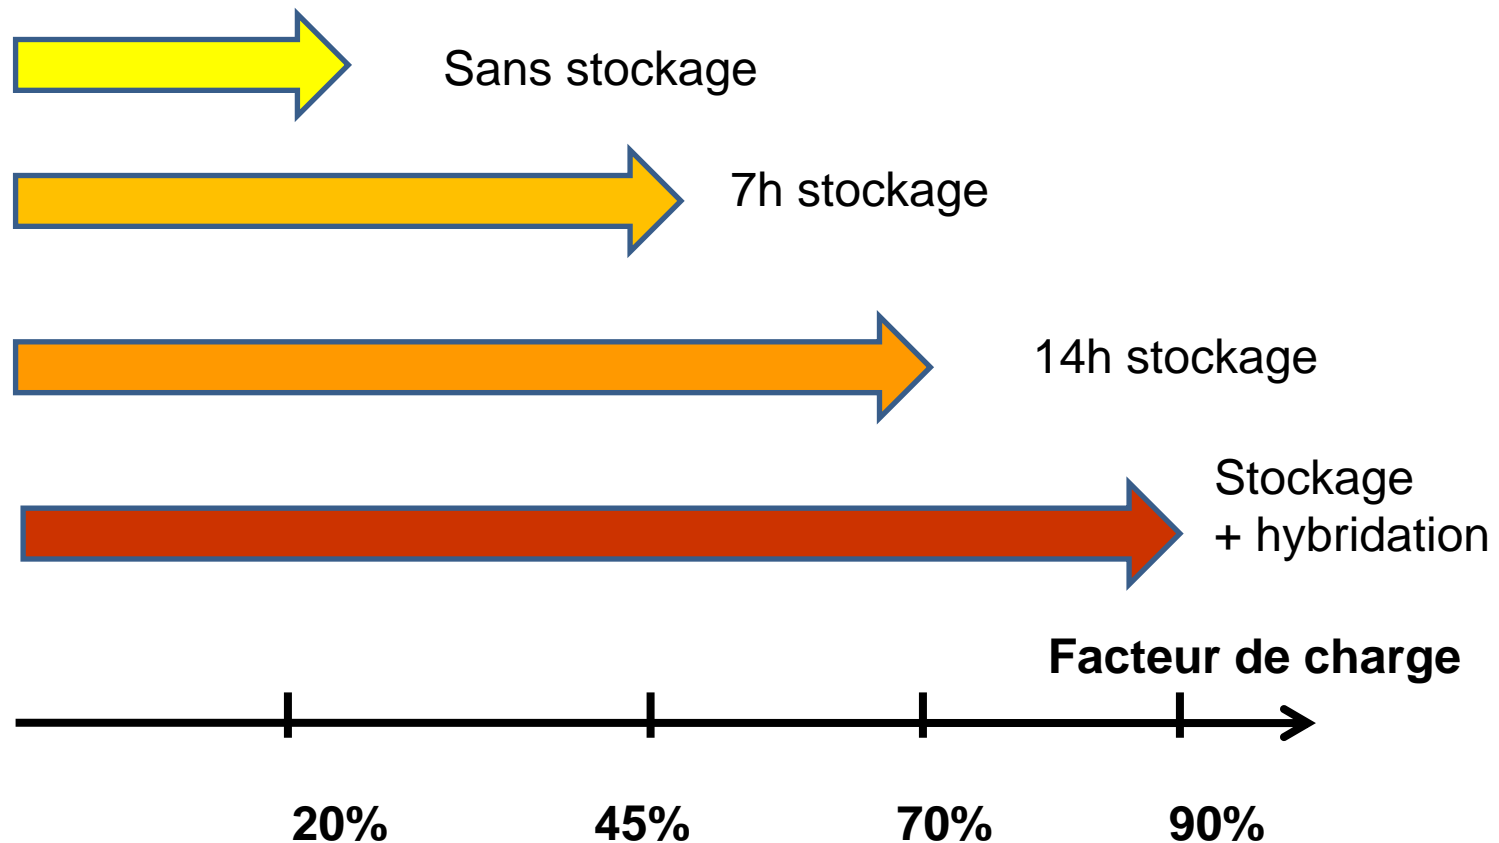 Sans stockage
7h stockage
14h stockage
Stockage
+ hybridation
Facteur de charge
20% 45% 70% 90%